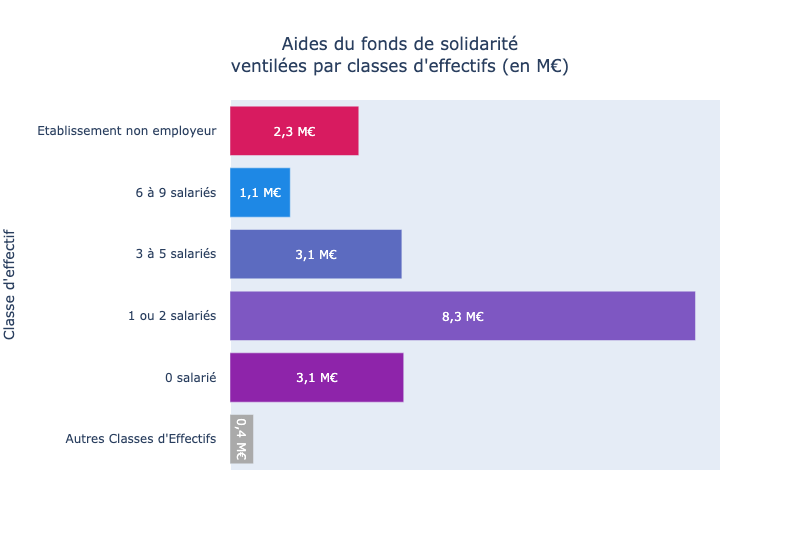 Aides du fonds de solidarité
ventilées par classes d'effectifs (en M€)
Classe d'effectif
Etablissement non employeur
2,3 M€
6 à 9 salariés
1,1 M€
3 à 5 salariés
3,1 M€
1 ou 2 salariés
8,3 M€
0 salarié
3,1 M€
Autres Classes d'Effectifs
0,4 M€